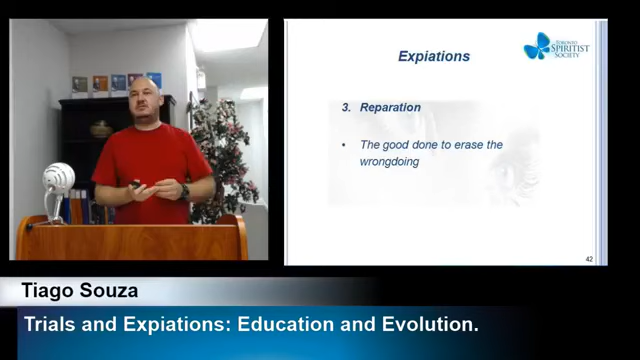 Expiations
TORONTO
SPIRITIST
SOCIETY
3. Reparation
• The good done to erase the
wrongdoing
42
Tiago Souza
Trials and Expiations: Education and Evolution.